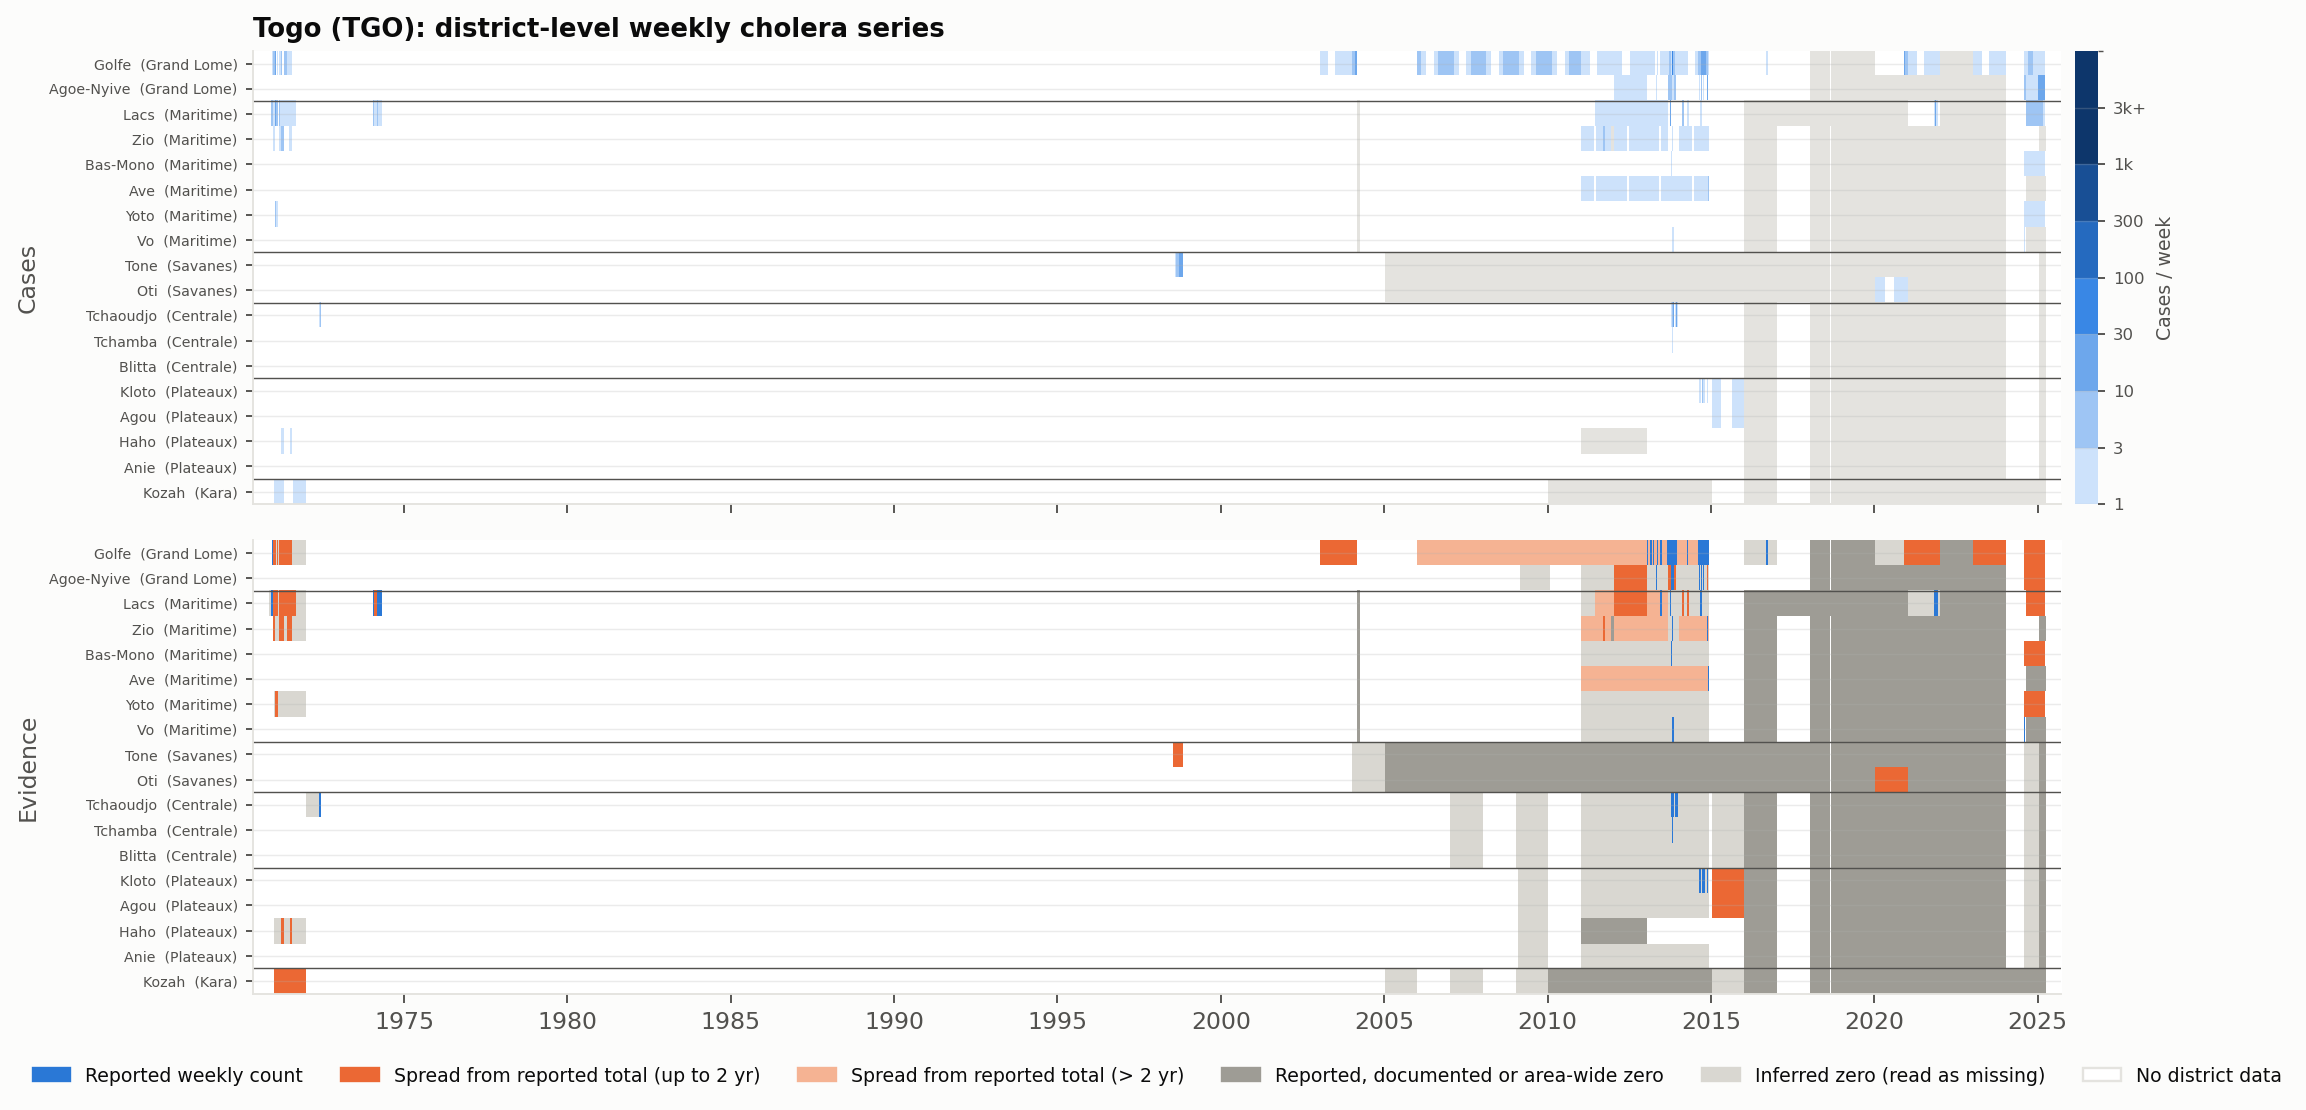 Togo (TGO): district-level weekly cholera series
Cases
Golfe (Grand Lome)
Agoe-Nyive (Grand Lome)
Lacs (Maritime)
Zio (Maritime)
Bas-Mono (Maritime)
Ave (Maritime)
Yoto (Maritime)
Vo (Maritime)
Tone (Savanes)
Oti (Savanes)
Tchaoudjo (Centrale)
Tchamba (Centrale)
Blitta (Centrale)
Kloto (Plateaux)
Agou (Plateaux)
Haho (Plateaux)
Anie (Plateaux)
Kozah (Kara)
3k+
1k
300
100
30
10
3
1
Cases / week
Evidence
Golfe (Grand Lome)
Agoe-Nyive (Grand Lome)
Lacs (Maritime)
Zio (Maritime)
Bas-Mono (Maritime)
Ave (Maritime)
Yoto (Maritime)
Vo (Maritime)
Tone (Savanes)
Oti (Savanes)
Tchaoudjo (Centrale)
Tchamba (Centrale)
Blitta (Centrale)
Kloto (Plateaux)
Agou (Plateaux)
Haho (Plateaux)
Anie (Plateaux)
Kozah (Kara)
1975 1980 1985 1990 1995 2000 2005 2010 2015 2020 2025
Reported weekly count Spread from reported total (up to 2 yr) Spread from reported total (> 2 yr) Reported, documented or area-wide zero Inferred zero (read as missing) No district data